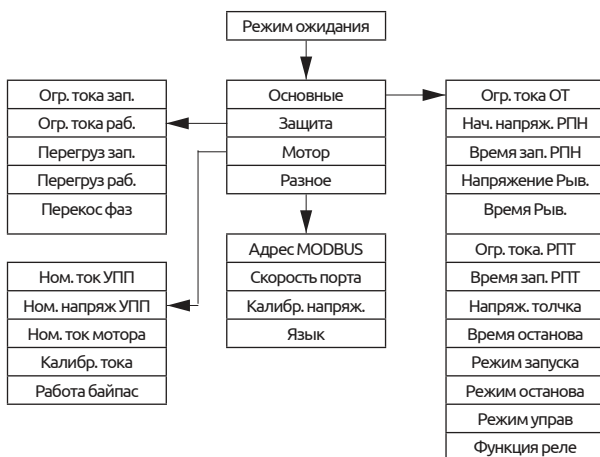 Режим ожидания
Основные
Защита
Мотор
Разное
Огр. тока зап.
Огр. тока раб.
Перегруз зап.
Перегруз раб.
Перекос фаз
Ном. ток УПП
Ном. напряж УПП
Ном. ток мотора
Калибр. тока
Работа байпас
Адрес MODBUS
Скорость порта
Калибр. напряж.
Язык
Огр. тока ОТ
Нач. напряж. РПН
Время зап. РПН
Напряжение Рыв.
Время Рыв.
Огр. тока. РПТ
Время зап. РПТ
Напряж. толчка
Время останова
Режим запуска
Режим останова
Режим управ
Функция реле